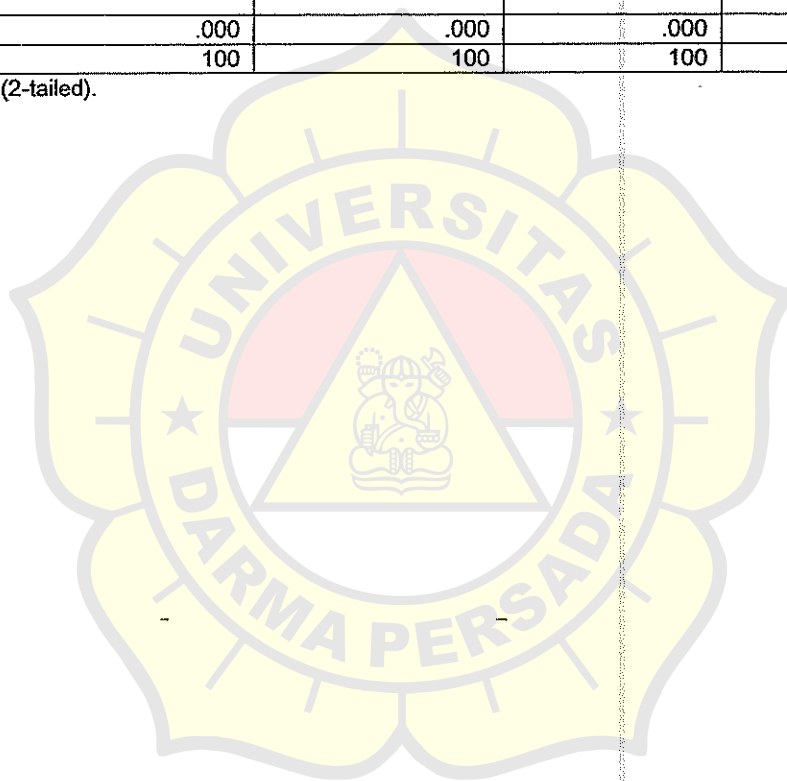 .000 .000 .000
100 100 100
(2-tailed).
UNIVERSITAS
DARMA PERSADA